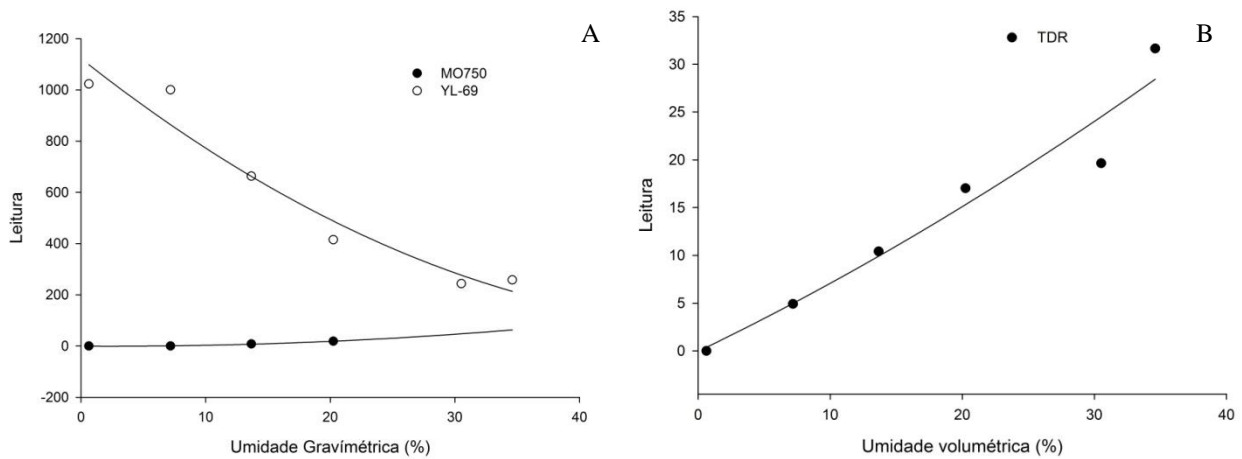 A
1200
1000
800
600
400
200
0
-200
Leitura
MO750
YL-69
0 10 20 30 40
Umidade Gravímétrica (%)
B
35
30
25
20
15
10
5
0
Leitura
TDR
0 10 20 30 40
Umidade volumétrica (%)